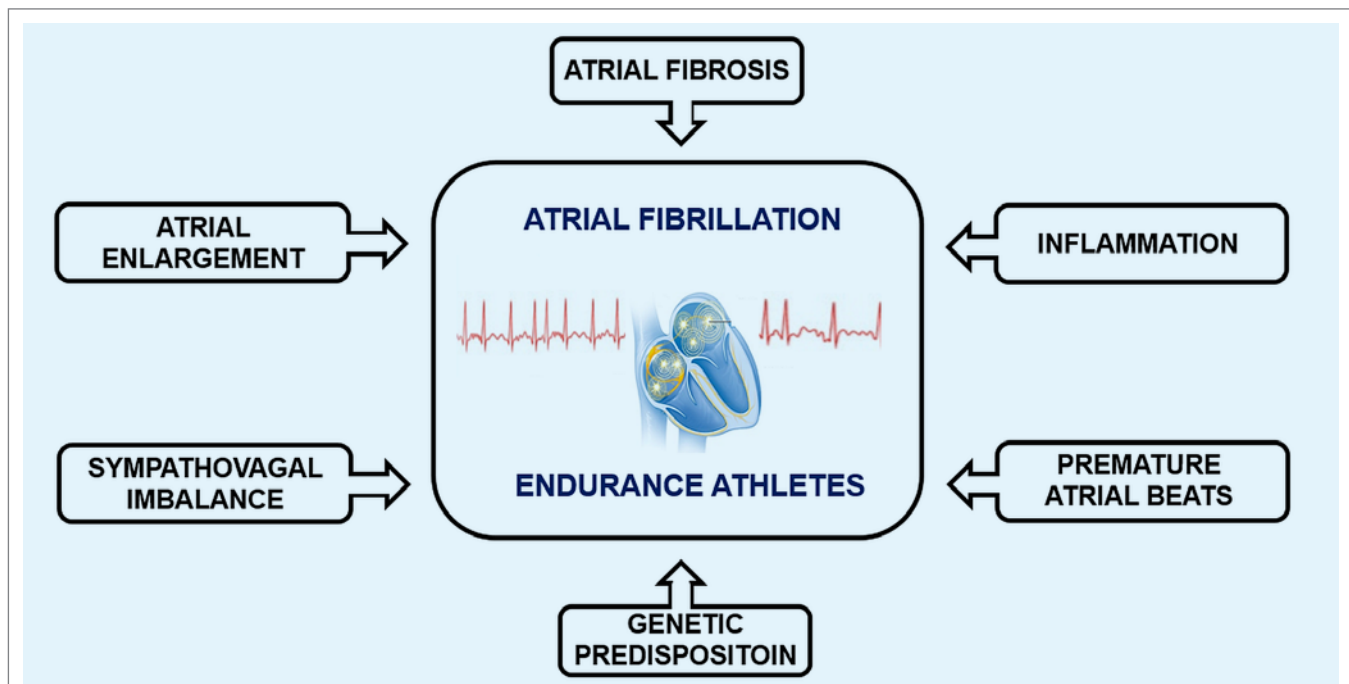 ATRIAL FIBROSIS
ATRIAL
ENLARGEMENT
ATRIAL FIBRILLATION
INFLAMMATION
SYMPATHOVAGAL
IMBALANCE
ENDURANCE ATHLETES
PREMATURE
ATRIAL BEATS
GENETIC
PREDISPOSITOIN